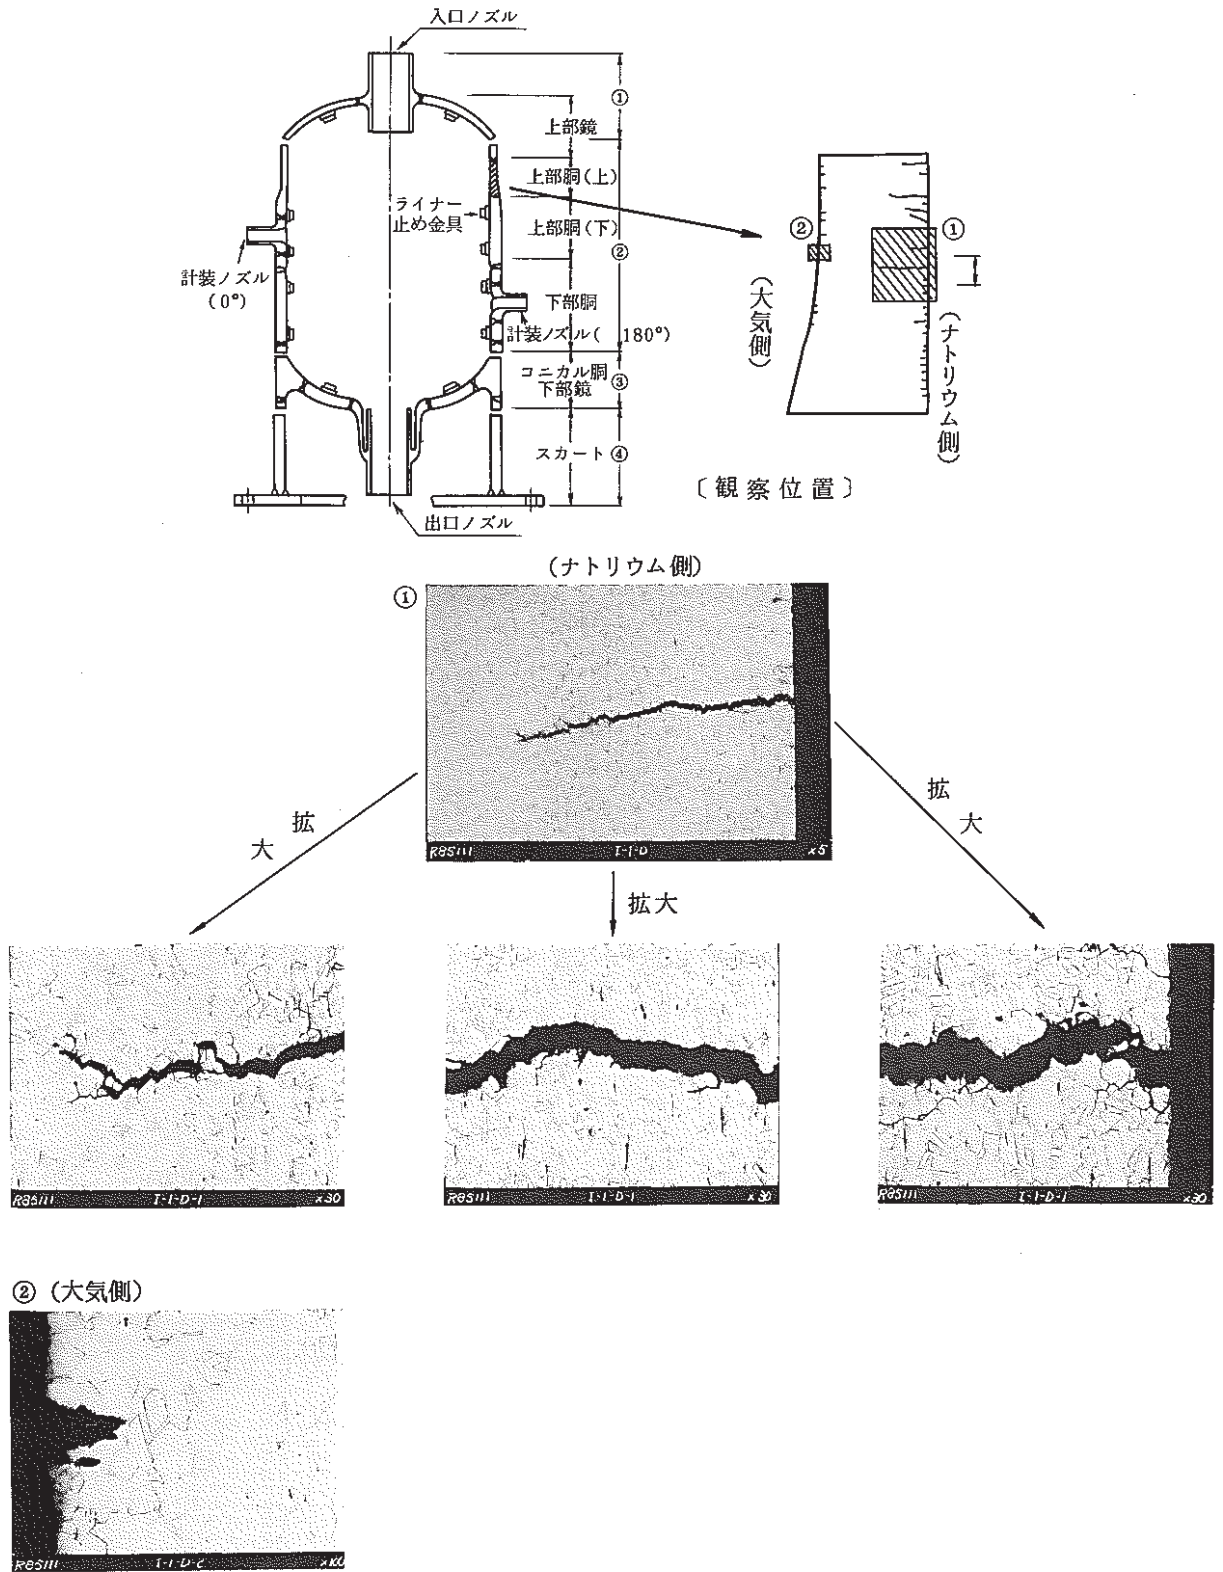 入口ノズル
①
上部鏡
上部胴(上)
ライナー
止め金具
上部胴(下)
②
計装ノズル
(0°)
下部胴
計装ノズル( 180°)
コニカル胴
下部鏡
③
スカート
④
出口ノズル
②
①
(大気側)
(ナトリウム側)
〔観察位置〕
(ナトリウム側)
①
R85111 I-1-D ×5
拡大
拡大
拡大
R85111 I-1-D-1 ×30
R85111 I-1-D-1 ×30
R85111 I-1-D-1 ×30
② (大気側)
R85111 I-1-D-2